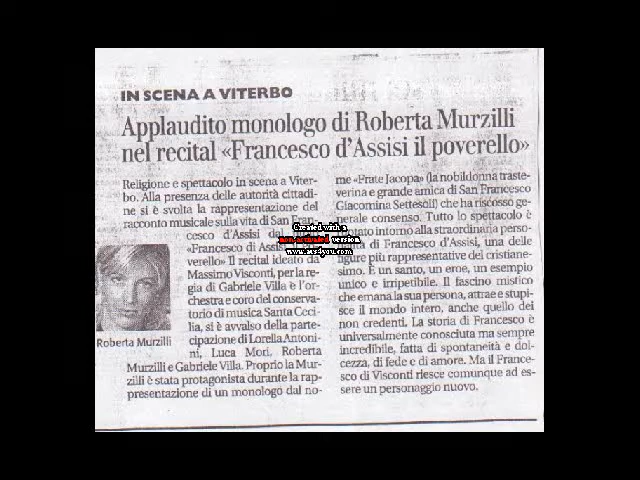 IN SCENA A VITERBO
Applaudito monologo di Roberta Murzilli
nel recital «Francesco d'Assisi il poverello»
Religione e spettacolo in scena a Viter-
bo. Alla presenza delle autorità cittadi-
ne si è svolta la rappresentazione del
racconto musicale sulla vita di San Fran-
cesco d'Assisi dal
«Francesco di Assisi
verello» Il recital ideato da
Massimo Visconti, per la re-
gia di Gabriele Villa e l'or-
chestra e coro del conserva-
torio di musica Santa Ceci-
lia, si è avvalso della parte-
cipazione di Lorella Antoni-
ni, Luca Mori, Roberta
Murzilli e Gabriele Villa. Proprio la Mur-
zilli è stata protagonista durante la rap-
presentazione di un monologo dal no-
Roberta Murzilli
me «Frate Jacopa» (la nobildonna traste-
verina e grande amica di San Francesco
Giacomina Settesoli) che ha riscosso ge-
nerale consenso. Tutto lo spettacolo è
intorno alla straordinaria perso-
di Francesco d'Assisi, una delle
figure più rappresentative del cristiane-
simo. È un santo, un eroe, un esempio
unico e irripetibile. Il fascino mistico
che emana la sua persona, attrae e stupi-
sce il mondo intero, anche quello dei
non credenti. La storia di Francesco è
universalmente conosciuta ma sempre
incredibile, fatta di spontaneità e dol-
cezza, di fede e di amore. Ma il France-
sco di Visconti riesce comunque ad es-
sere un personaggio nuovo.
Created with a
non-activated version
www.avs4you.com